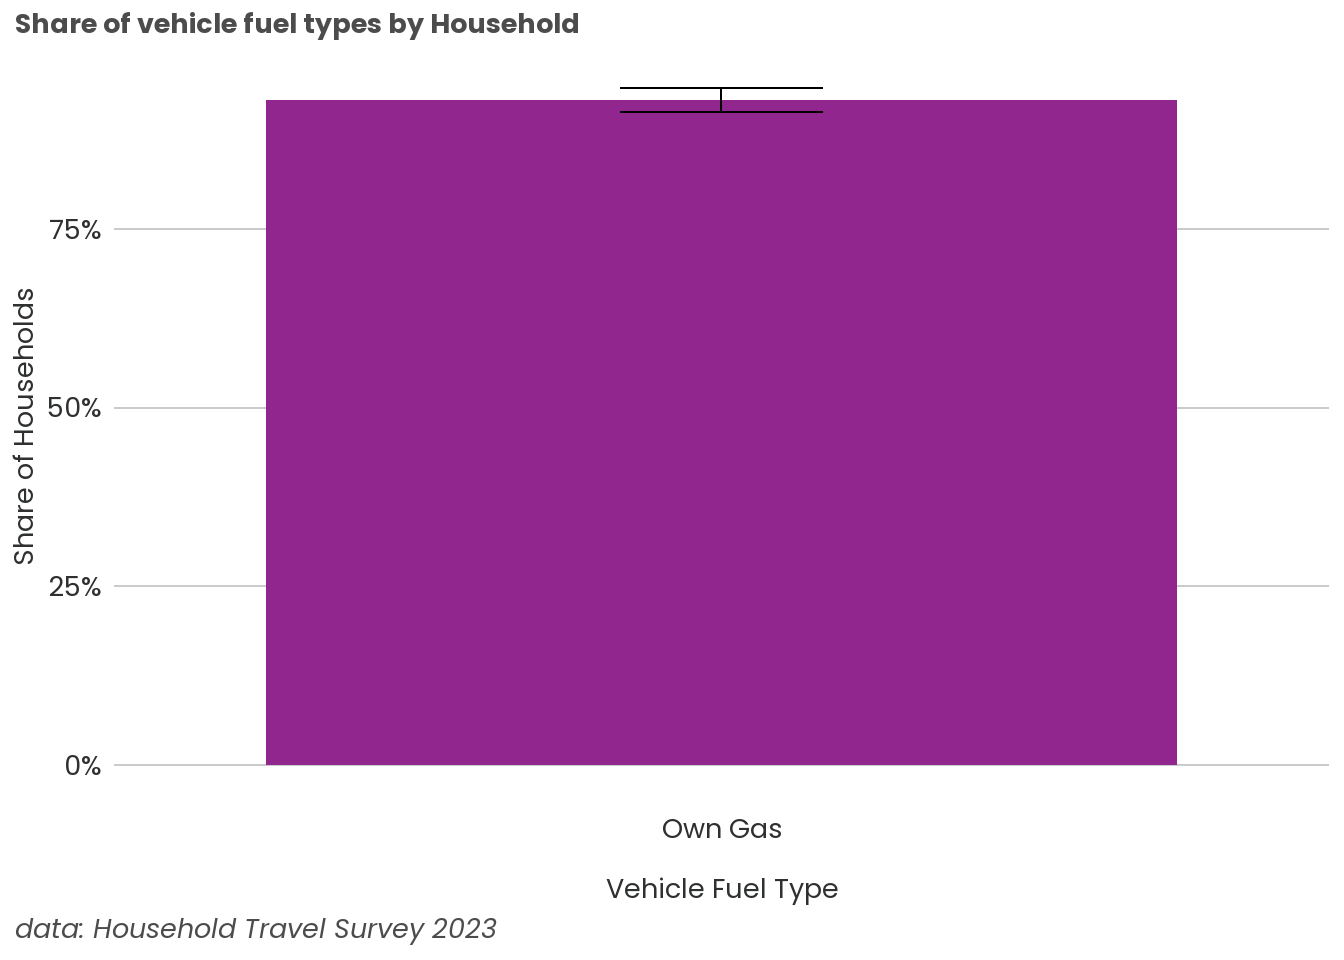 Share of vehicle fuel types by Household
75%
50%
25%
0%
Share of Households
Own Gas
Vehicle Fuel Type
data: Household Travel Survey 2023